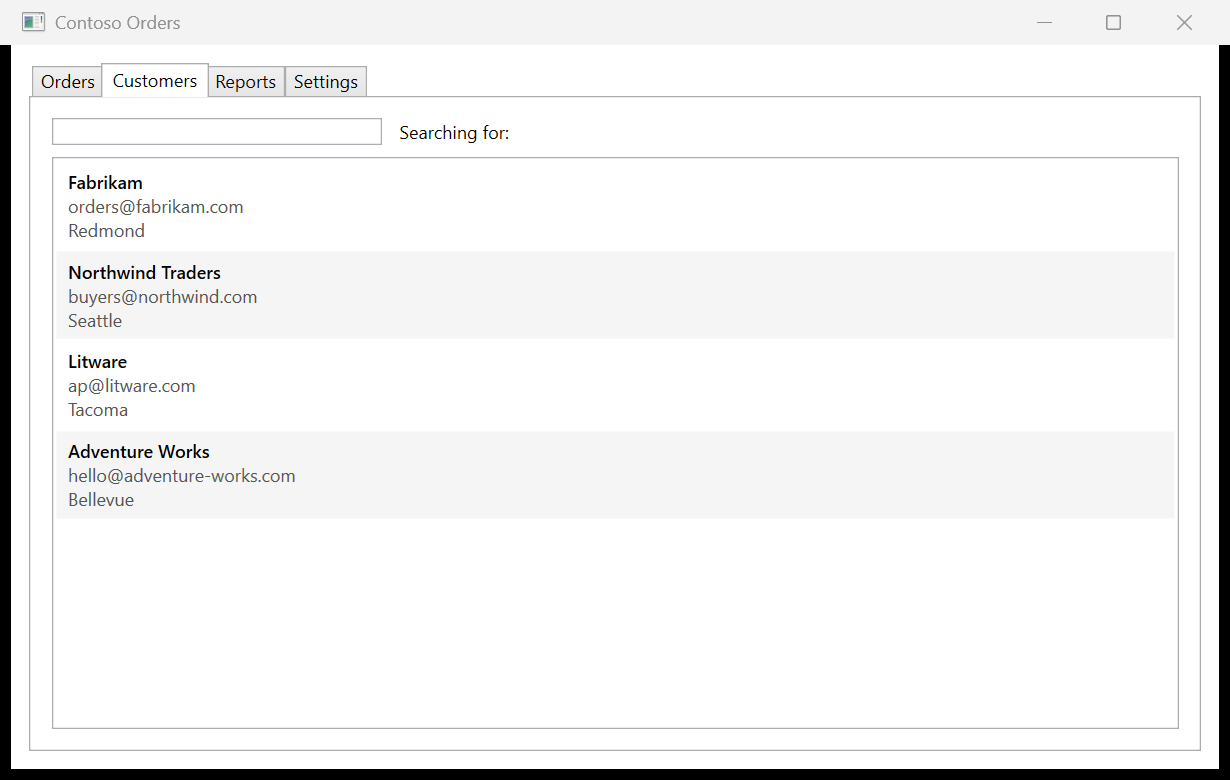 Contoso Orders
Orders Customers Reports Settings
Searching for:
Fabrikam
orders@fabrikam.com
Redmond
Northwind Traders
buyers@northwind.com
Seattle
Litware
ap@litware.com
Tacoma
Adventure Works
hello@adventure-works.com
Bellevue